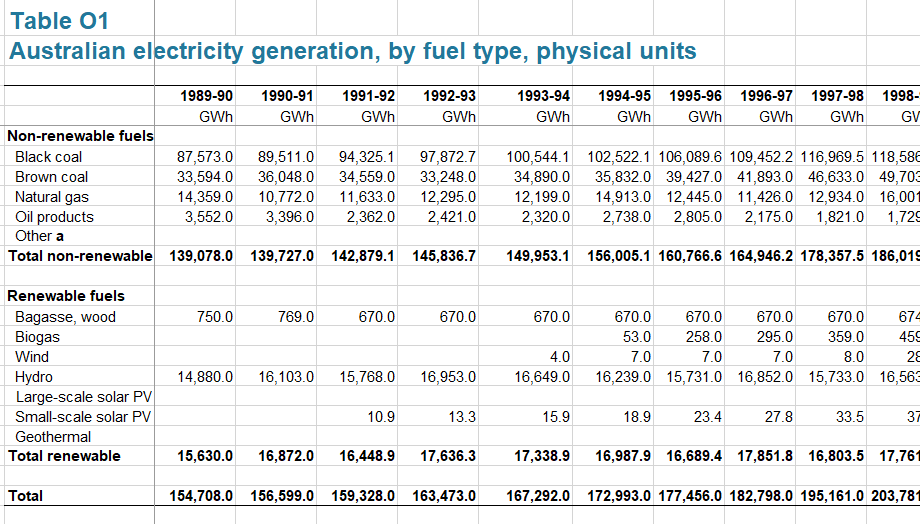 Table O1
Australian electricity generation, by fuel type, physical units
1989-90 1990-91 1991-92 1992-93 1993-94 1994-95 1995-96 1996-97 1997-98 1998-
GWh GWh GWh GWh GWh GWh GWh GWh GWh GW
Non-renewable fuels
Black coal 87,573.0 89,511.0 94,325.1 97,872.7 100,544.1 102,522.1 106,089.6 109,452.2 116,969.5 118,586
Brown coal 33,594.0 36,048.0 34,559.0 33,248.0 34,890.0 35,832.0 39,427.0 41,893.0 46,633.0 49,703
Natural gas 14,359.0 10,772.0 11,633.0 12,295.0 12,199.0 14,913.0 12,445.0 11,426.0 12,934.0 16,001
Oil products 3,552.0 3,396.0 2,362.0 2,421.0 2,320.0 2,738.0 2,805.0 2,175.0 1,821.0 1,729
Other a
Total non-renewable 139,078.0 139,727.0 142,879.1 145,836.7 149,953.1 156,005.1 160,766.6 164,946.2 178,357.5 186,019
Renewable fuels
Bagasse, wood 750.0 769.0 670.0 670.0 670.0 670.0 670.0 670.0 670.0 674
Biogas 53.0 258.0 295.0 359.0 459
Wind 4.0 7.0 7.0 7.0 8.0 28
Hydro 14,880.0 16,103.0 15,768.0 16,953.0 16,649.0 16,239.0 15,731.0 16,852.0 15,733.0 16,563
Large-scale solar PV
Small-scale solar PV 10.9 13.3 15.9 18.9 23.4 27.8 33.5 37
Geothermal
Total renewable 15,630.0 16,872.0 16,448.9 17,636.3 17,338.9 16,987.9 16,689.4 17,851.8 16,803.5 17,761
Total 154,708.0 156,599.0 159,328.0 163,473.0 167,292.0 172,993.0 177,456.0 182,798.0 195,161.0 203,781